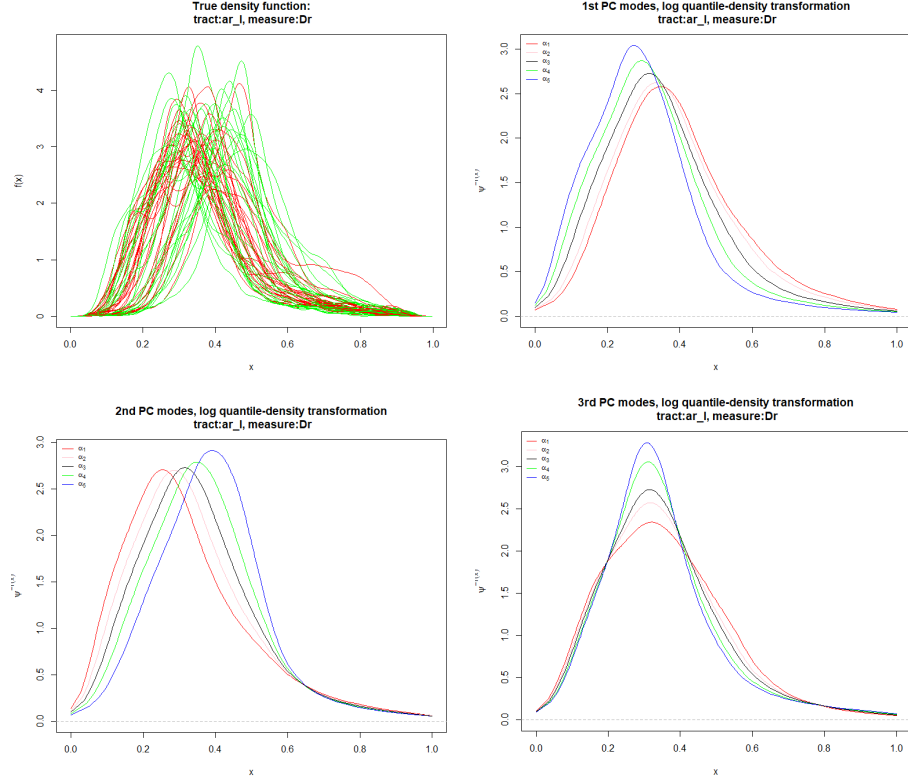 True density function:
tract:ar_l, measure:Dr
f(x)
0
1
2
3
4
0.0 0.2 0.4 0.6 0.8 1.0
x
1st PC modes, log quantile-density transformation
tract:ar_l, measure:Dr
α1
α2
α3
α4
α5
0.0
0.5
1.0
1.5
2.0
2.5
3.0
0.0 0.2 0.4 0.6 0.8 1.0
x
2nd PC modes, log quantile-density transformation
tract:ar_l, measure:Dr
α1
α2
α3
α4
α5
0.0
0.5
1.0
1.5
2.0
2.5
3.0
0.0 0.2 0.4 0.6 0.8 1.0
x
3rd PC modes, log quantile-density transformation
tract:ar_l, measure:Dr
α1
α2
α3
α4
α5
0.0
0.5
1.0
1.5
2.0
2.5
3.0
0.0 0.2 0.4 0.6 0.8 1.0
x